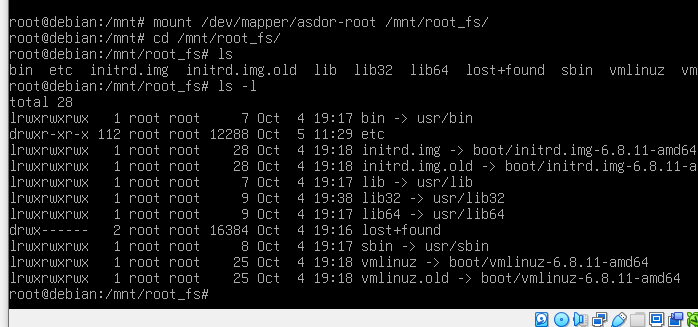 root@debian:/mnt# mount /dev/mapper/asdor-root /mnt/root_fs/
root@debian:/mnt# cd /mnt/root_fs/
root@debian:/mnt/root_fs# ls
bin  etc  initrd.img  initrd.img.old  lib  lib32  lib64  lost+found  sbin  vmlinuz  vm
root@debian:/mnt/root_fs# ls -l
total 28
lrwxrwxrwx   1 root root     7 Oct  4 19:17 bin -> usr/bin
drwxr-xr-x 112 root root 12288 Oct  5 11:29 etc
lrwxrwxrwx   1 root root    28 Oct  4 19:18 initrd.img -> boot/initrd.img-6.8.11-amd64
lrwxrwxrwx   1 root root    28 Oct  4 19:18 initrd.img.old -> boot/initrd.img-6.8.11-a
lrwxrwxrwx   1 root root     7 Oct  4 19:17 lib -> usr/lib
lrwxrwxrwx   1 root root     9 Oct  4 19:38 lib32 -> usr/lib32
lrwxrwxrwx   1 root root     9 Oct  4 19:17 lib64 -> usr/lib64
drwx------   2 root root 16384 Oct  4 19:16 lost+found
lrwxrwxrwx   1 root root     8 Oct  4 19:17 sbin -> usr/sbin
lrwxrwxrwx   1 root root    25 Oct  4 19:18 vmlinuz -> boot/vmlinuz-6.8.11-amd64
lrwxrwxrwx   1 root root    25 Oct  4 19:18 vmlinuz.old -> boot/vmlinuz-6.8.11-amd64
root@debian:/mnt/root_fs#